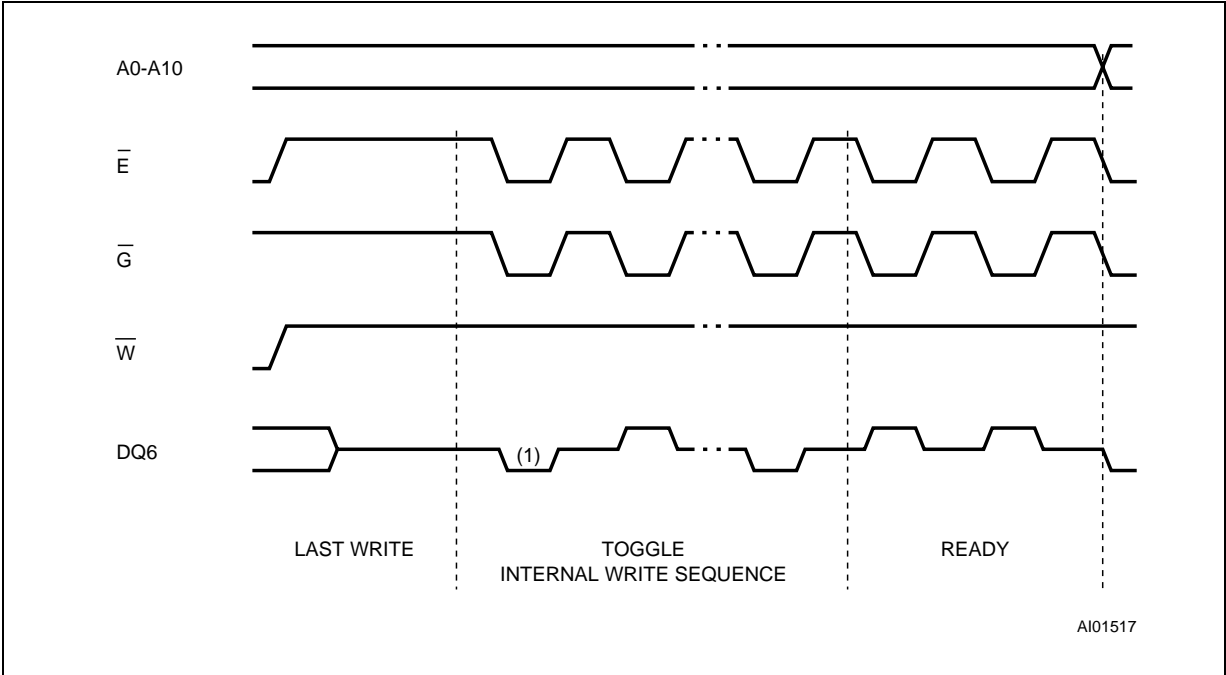 A0-A10
E̅
G̅
W̅
DQ6
(1)
LAST WRITE
TOGGLE
INTERNAL WRITE SEQUENCE
READY
AI01517